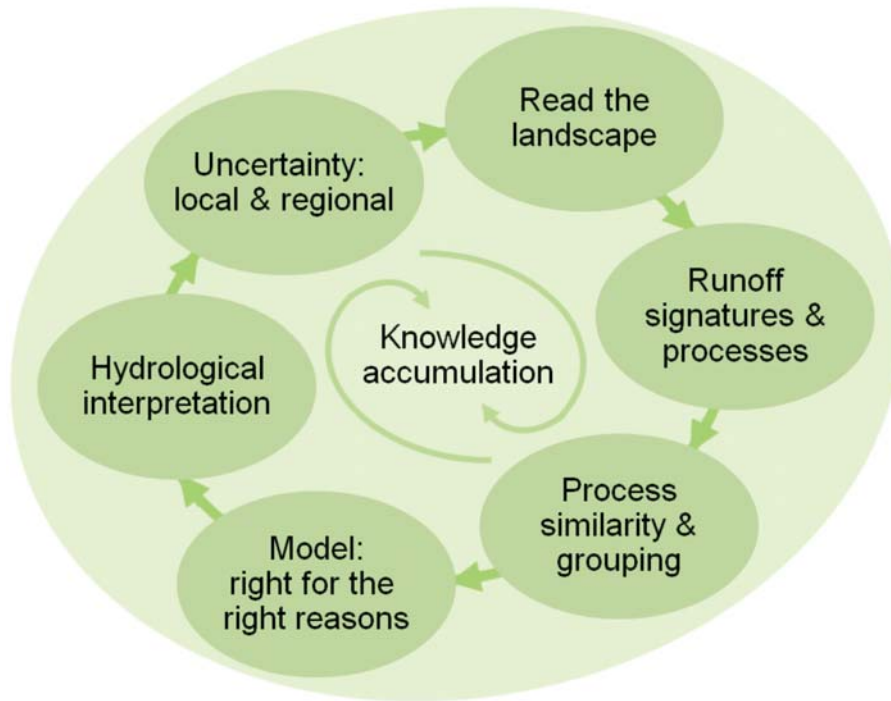 Read the
landscape
Runoff
signatures &
processes
Process
similarity &
grouping
Model:
right for the
right reasons
Hydrological
interpretation
Uncertainty:
local & regional
Knowledge
accumulation